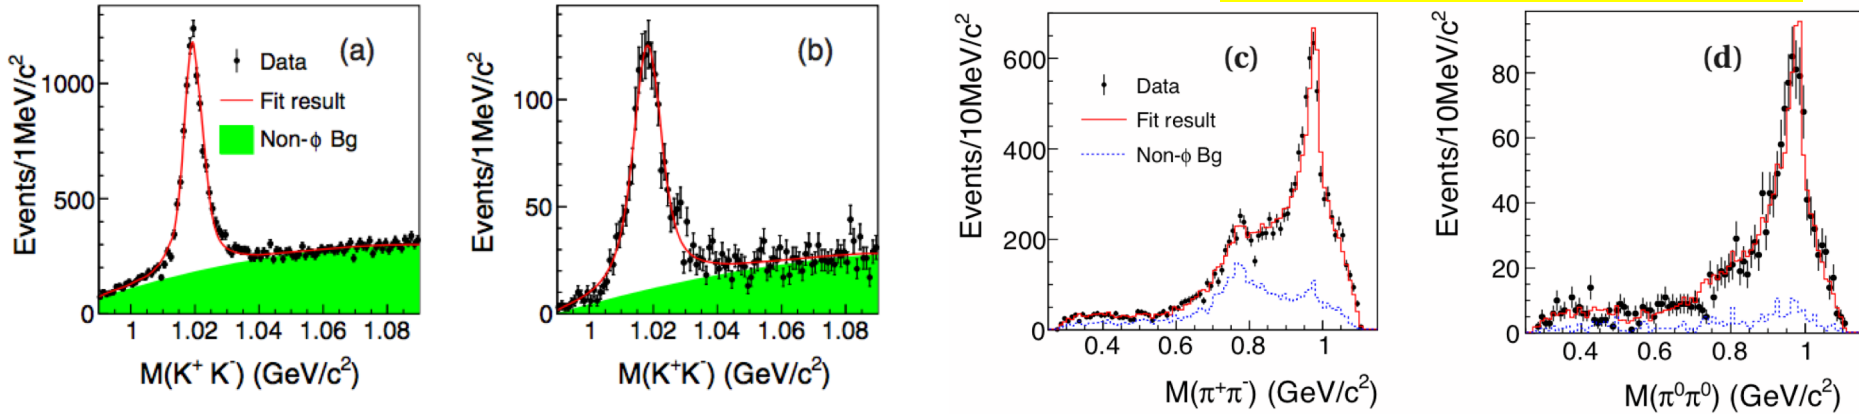 (a)
Data
Fit result
Non-ϕ Bg
Events/1MeV/c²
1000
500
0
1 1.02 1.04 1.06 1.08
M(K⁺ K⁻) (GeV/c²)
(b)
Events/1MeV/c²
100
50
0
1 1.02 1.04 1.06 1.08
M(K⁺K⁻) (GeV/c²)
(c)
Data
Fit result
Non-ϕ Bg
Events/10MeV/c²
600
400
200
0
0.4 0.6 0.8 1
M(π⁺π⁻) (GeV/c²)
(d)
Events/10MeV/c²
80
60
40
20
0
0.4 0.6 0.8 1
M(π⁰π⁰) (GeV/c²)